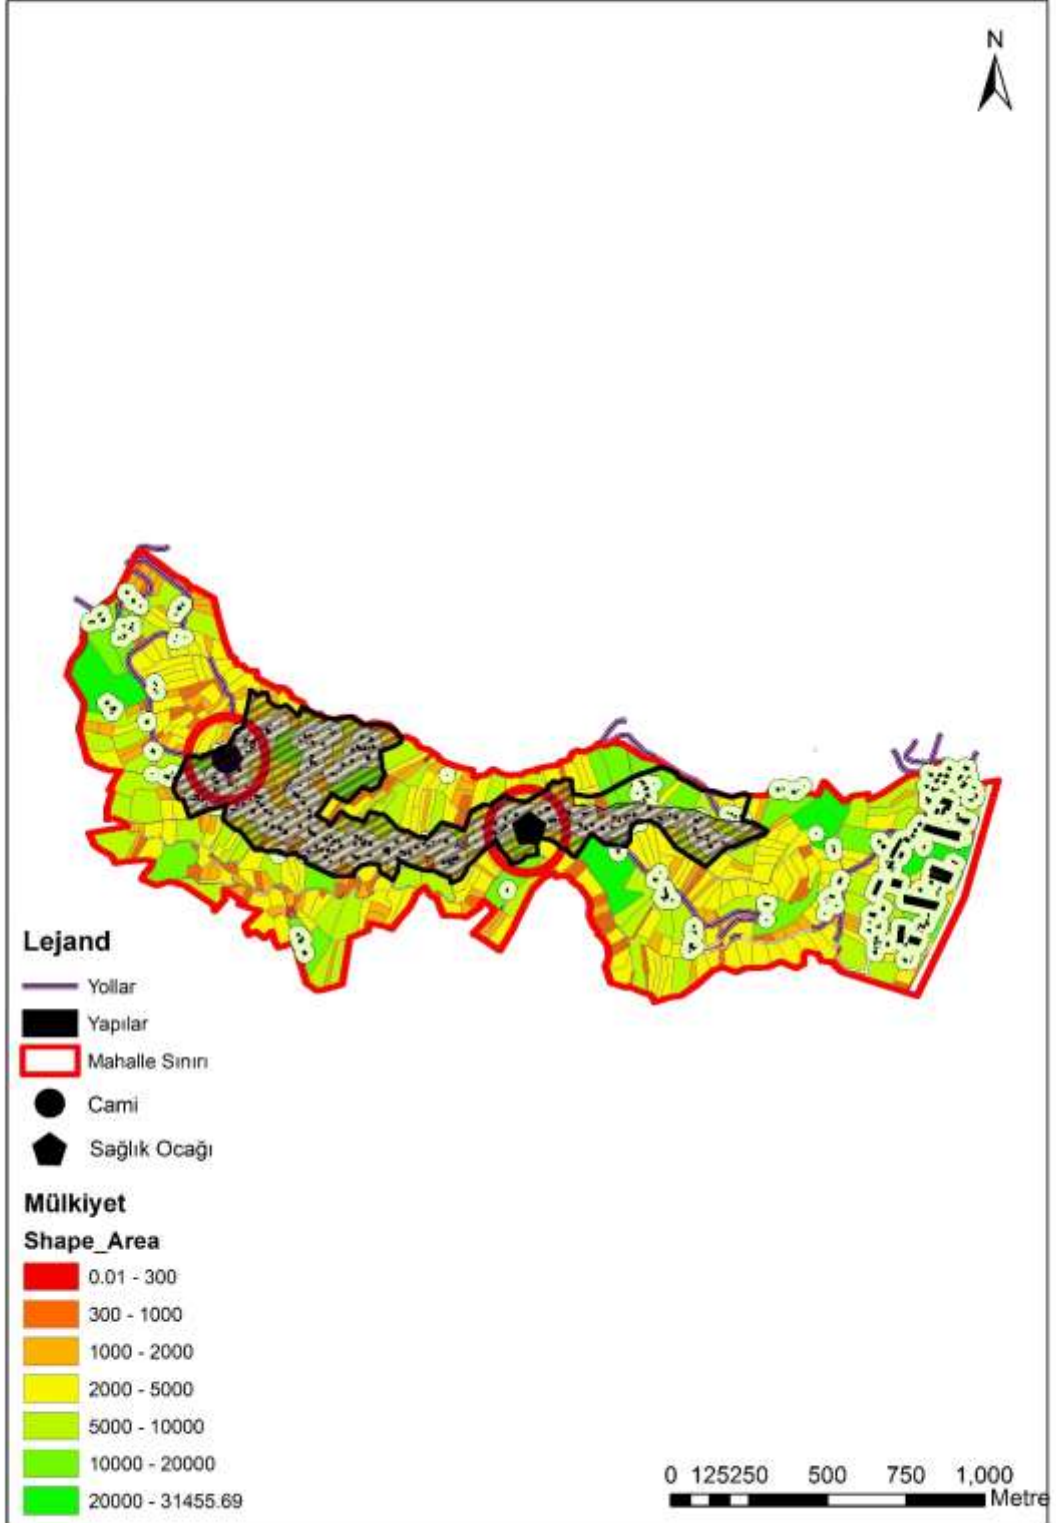 N
Lejand
Yollar
Yapılar
Mahalle Sınırı
Cami
Sağlık Ocağı
Mülkiyet
Shape_Area
0.01 - 300
300 - 1000
1000 - 2000
2000 - 5000
5000 - 10000
10000 - 20000
20000 - 31455.69
0 125250 500 750 1,000
Metre